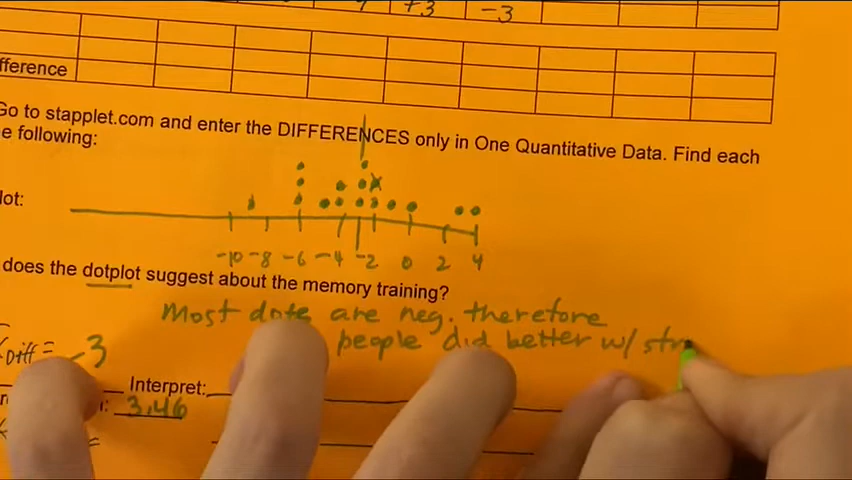 +3 -3
fference
Go to stapplet.com and enter the DIFFERENCES only in One Quantitative Data. Find each
e following:
lot:
-10 -8 -6 -4 -2 0 2 4
does the dotplot suggest about the memory training?
Most dots are neg. therefore
people did better w/ str
Diff = -3
Interpret:
: 3.46